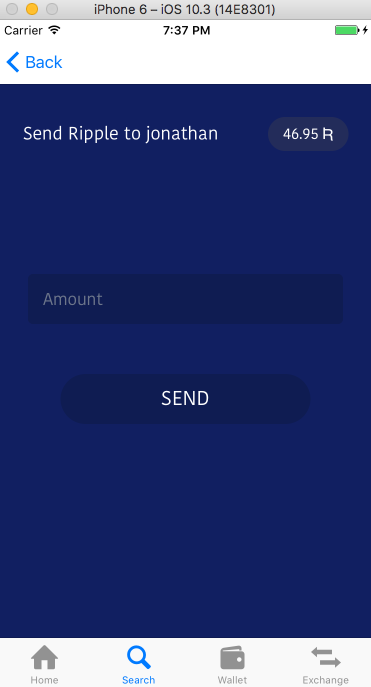 iPhone 6 – iOS 10.3 (14E8301)
Carrier 7:37 PM
Back
Send Ripple to jonathan 46.95 R
Amount
SEND
Home Search Wallet Exchange